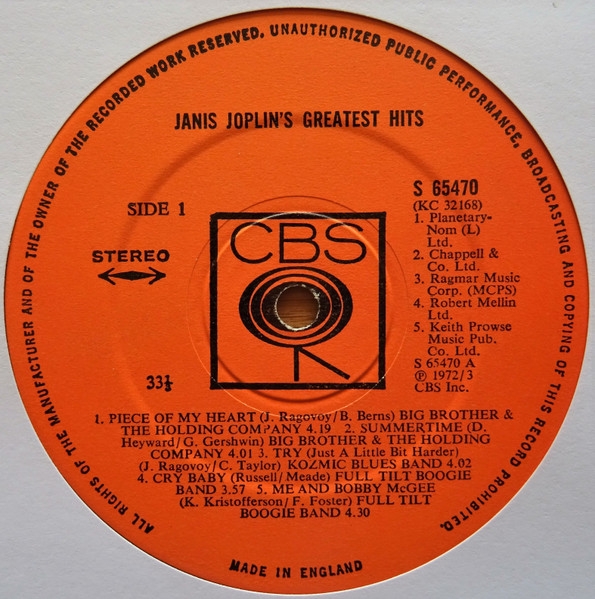 ALL RIGHTS OF THE MANUFACTURER AND OF THE OWNER OF THE RECORDED WORK RESERVED. UNAUTHORIZED PUBLIC PERFORMANCE, BROADCASTING AND COPYING OF THIS RECORD PROHIBITED.
JANIS JOPLIN'S GREATEST HITS
S 65470
(KC 32168)
SIDE 1
STEREO
33⅓
CBS
1. Planetary-
Nom (L)
Ltd.
2. Chappell &
Co. Ltd.
3. Ragmar Music
Corp. (MCPS)
4. Robert Mellin
Ltd.
5. Keith Prowse
Music Pub.
Co. Ltd.
S 65470 A
℗ 1972/3
CBS Inc.
1. PIECE OF MY HEART (J. Ragovoy/B. Berns) BIG BROTHER &
THE HOLDING COMPANY 4.19 2. SUMMERTIME (D.
Heyward/G. Gershwin) BIG BROTHER & THE HOLDING
COMPANY 4.01 3. TRY (Just A Little Bit Harder)
(J. Ragovoy/C. Taylor) KOZMIC BLUES BAND 4.02
4. CRY BABY (Russell/Meade) FULL TILT BOOGIE
BAND 3.57 5. ME AND BOBBY McGEE
(K. Kristofferson/F. Foster) FULL TILT
BOOGIE BAND 4.30
MADE IN ENGLAND